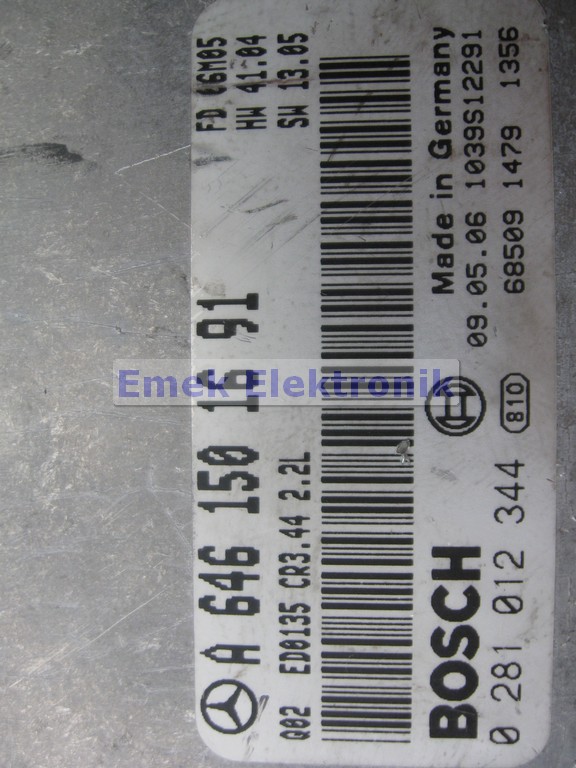 A 646 150 16 91
FD 06M05
HW 41.04
SW 13.05
Q02 ED0135 CR3.44 2.2L
BOSCH
Made in Germany
0 281 012 344
810
09.05.06 1039S12291
68509 1479 1356
Emek Elektronik